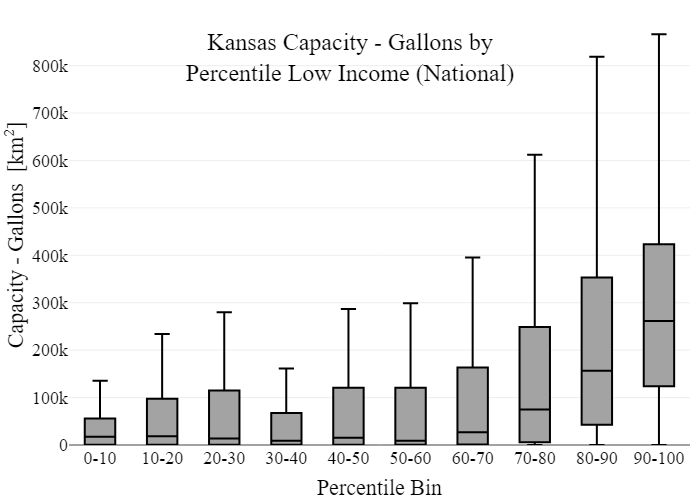 Kansas Capacity - Gallons by
Percentile Low Income (National)
Capacity - Gallons [km²]
800k
700k
600k
500k
400k
300k
200k
100k
0
0-10 10-20 20-30 30-40 40-50 50-60 60-70 70-80 80-90 90-100
Percentile Bin